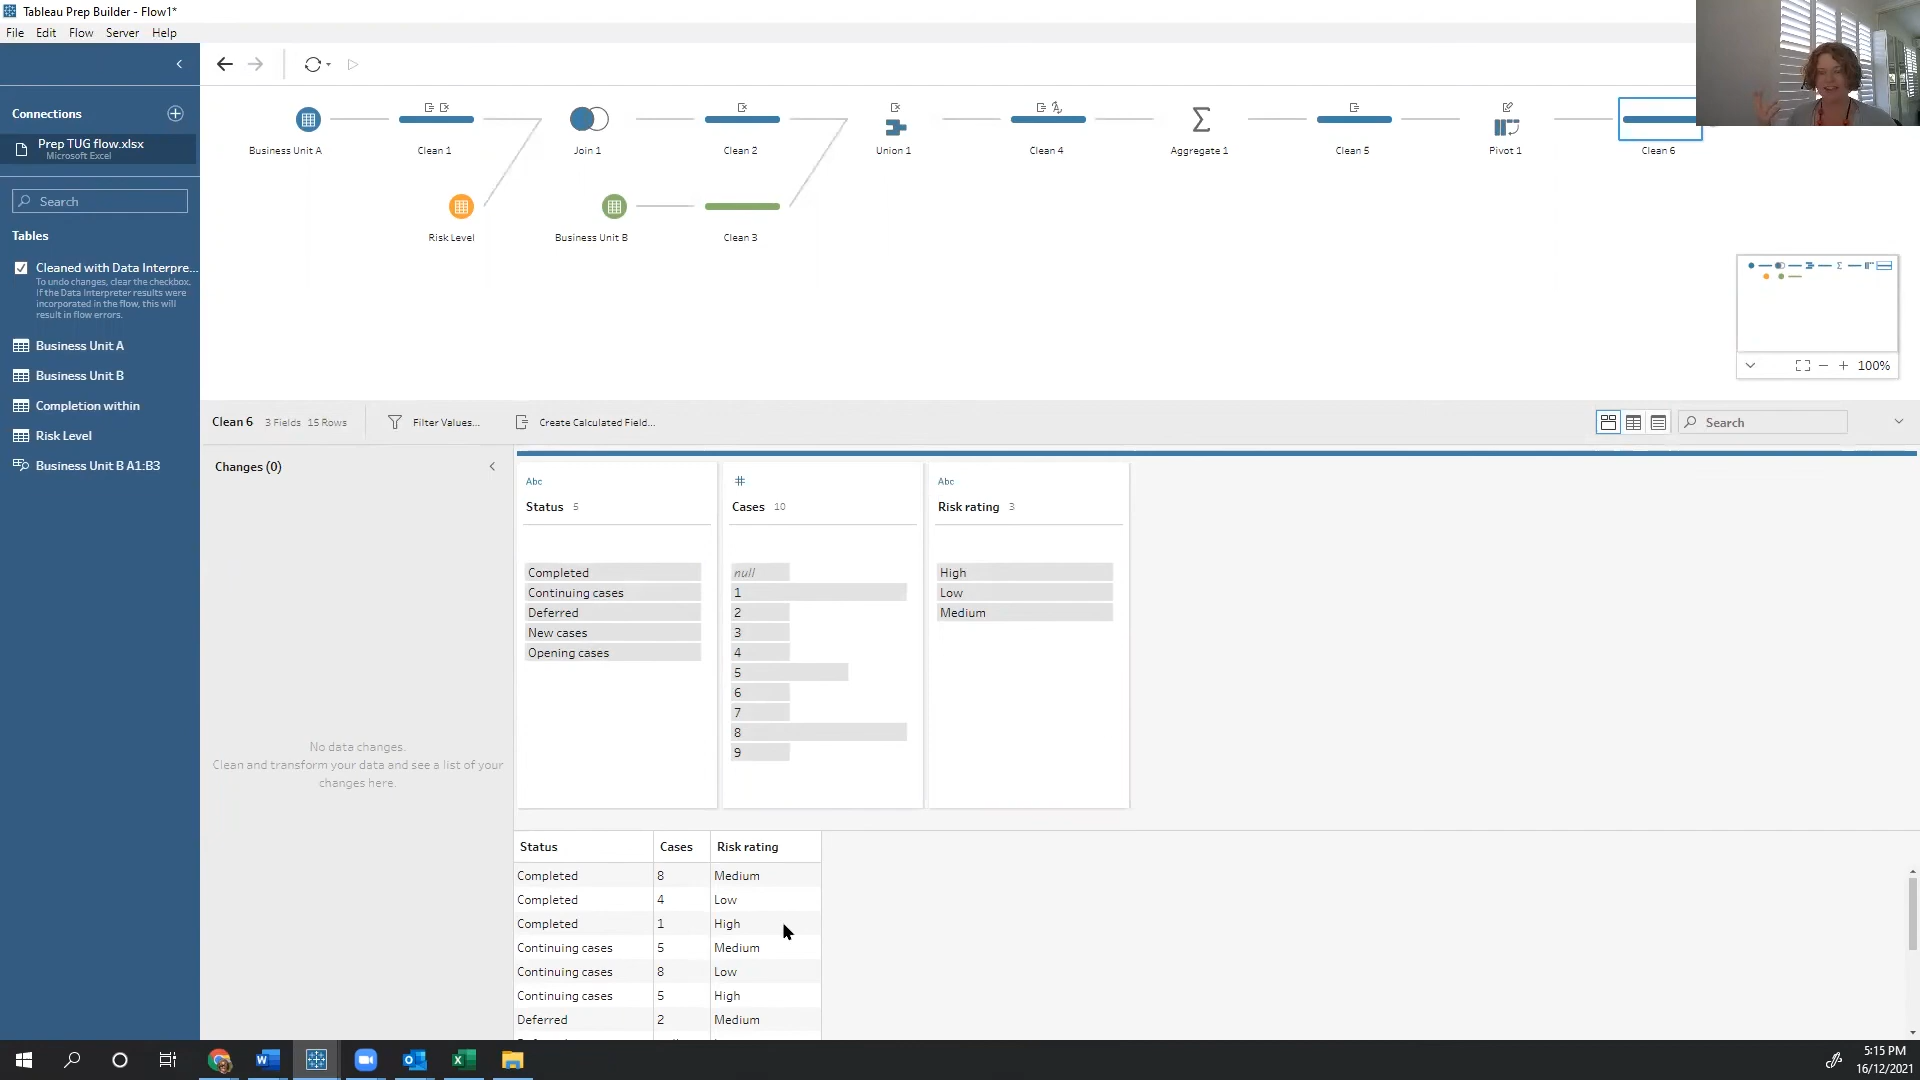 Tableau Prep Builder - Flow1*
File Edit Flow Server Help
Connections
Prep TUG flow.xlsx
Microsoft Excel
Search
Tables
Cleaned with Data Interpre...
To undo changes, clear the checkbox.
If the Data Interpreter results were
incorporated in the flow, this will
result in flow errors.
Business Unit A
Business Unit B
Completion within
Risk Level
Business Unit B A1:B3
Business Unit A
Clean 1
Join 1
Clean 2
Union 1
Clean 4
Aggregate 1
Clean 5
Pivot 1
Clean 6
Risk Level
Business Unit B
Clean 3
100%
Clean 6 3 Fields 15 Rows Filter Values... Create Calculated Field... Search
Changes (0)
No data changes.
Clean and transform your data and see a list of your
changes here.
Abc
Status 5
Completed
Continuing cases
Deferred
New cases
Opening cases
#
Cases 10
null
1
2
3
4
5
6
7
8
9
Abc
Risk rating 3
High
Low
Medium
Status Cases Risk rating
Completed 8 Medium
Completed 4 Low
Completed 1 High
Continuing cases 5 Medium
Continuing cases 8 Low
Continuing cases 5 High
Deferred 2 Medium
5:15 PM
16/12/2021